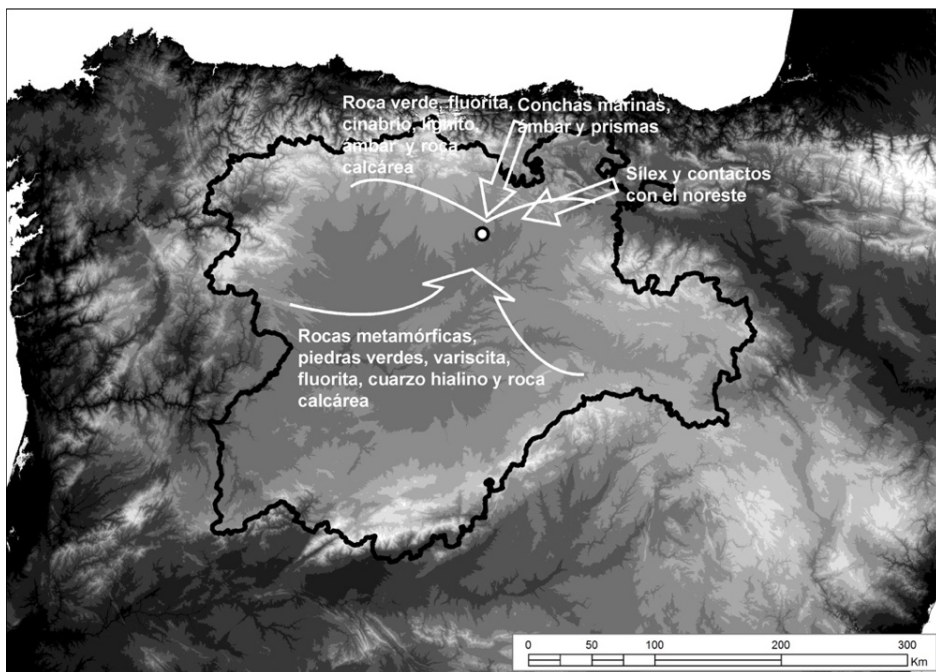 Roca verde, fluorita,
cinabrio, lignito,
ámbar y roca
calcárea
Conchas marinas,
ámbar y prismas
Sílex y contactos
con el noreste
Rocas metamórficas,
piedras verdes, variscita,
fluorita, cuarzo hialino y roca
calcárea
0 50 100 200 300
Km